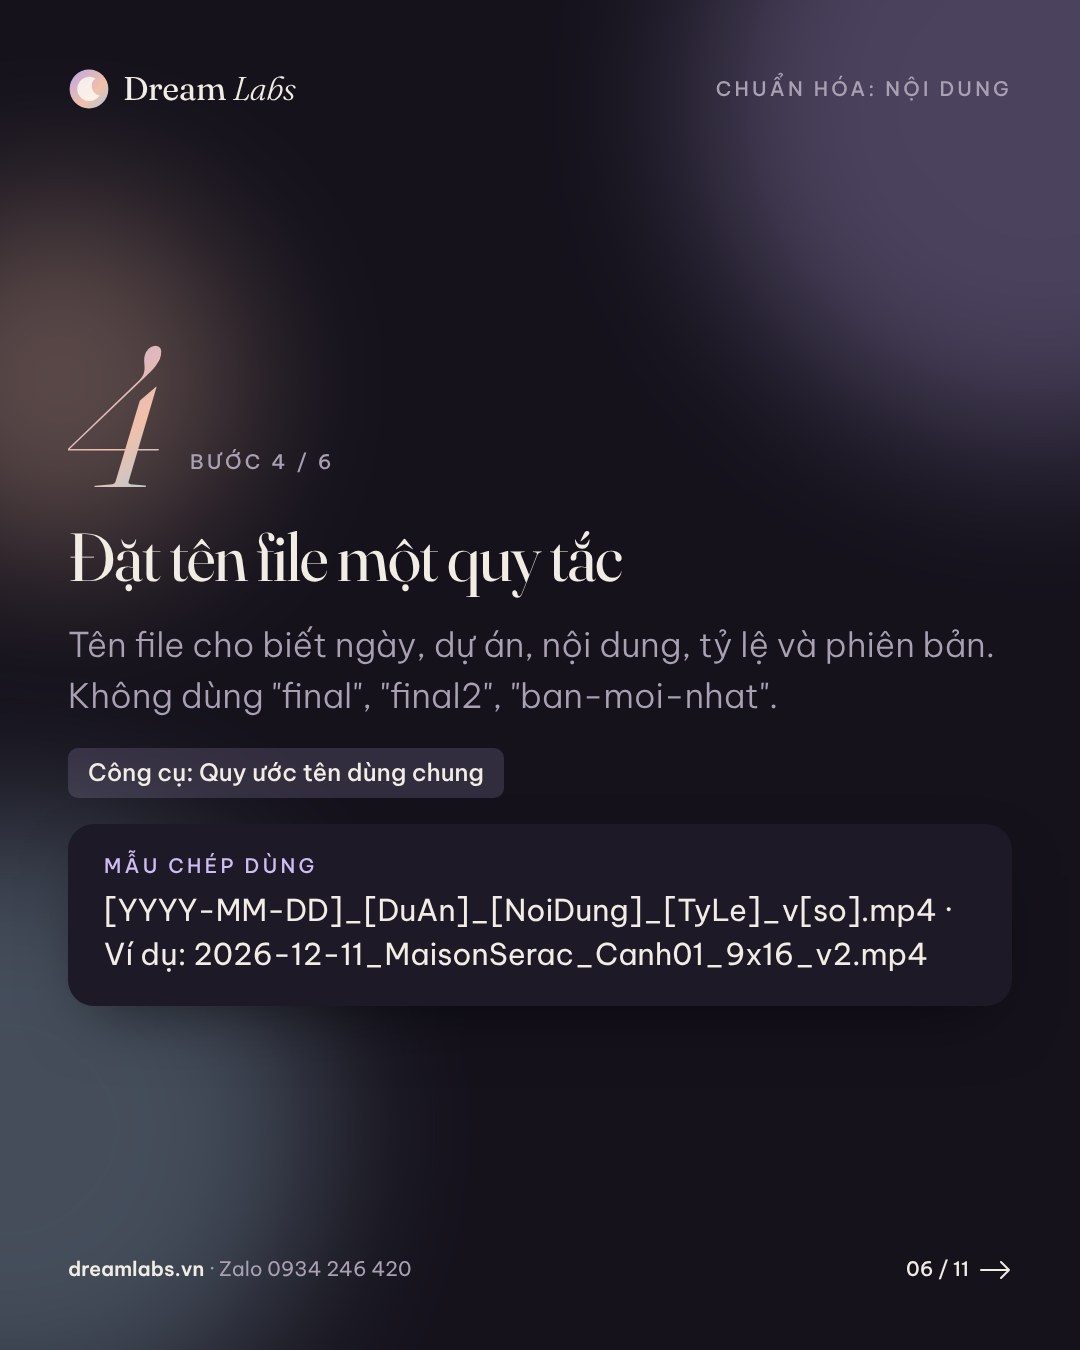 Dream Labs
CHUẨN HÓA: NỘI DUNG
4
BƯỚC 4 / 6
Đặt tên file một quy tắc
Tên file cho biết ngày, dự án, nội dung, tỷ lệ và phiên bản.
Không dùng "final", "final2", "ban-moi-nhat".
Công cụ: Quy ước tên dùng chung
MẪU CHÉP DÙNG
[YYYY-MM-DD]_[DuAn]_[NoiDung]_[TyLe]_v[so].mp4 ·
Ví dụ: 2026-12-11_MaisonSerac_Canh01_9x16_v2.mp4
dreamlabs.vn · Zalo 0934 246 420
06 / 11 →